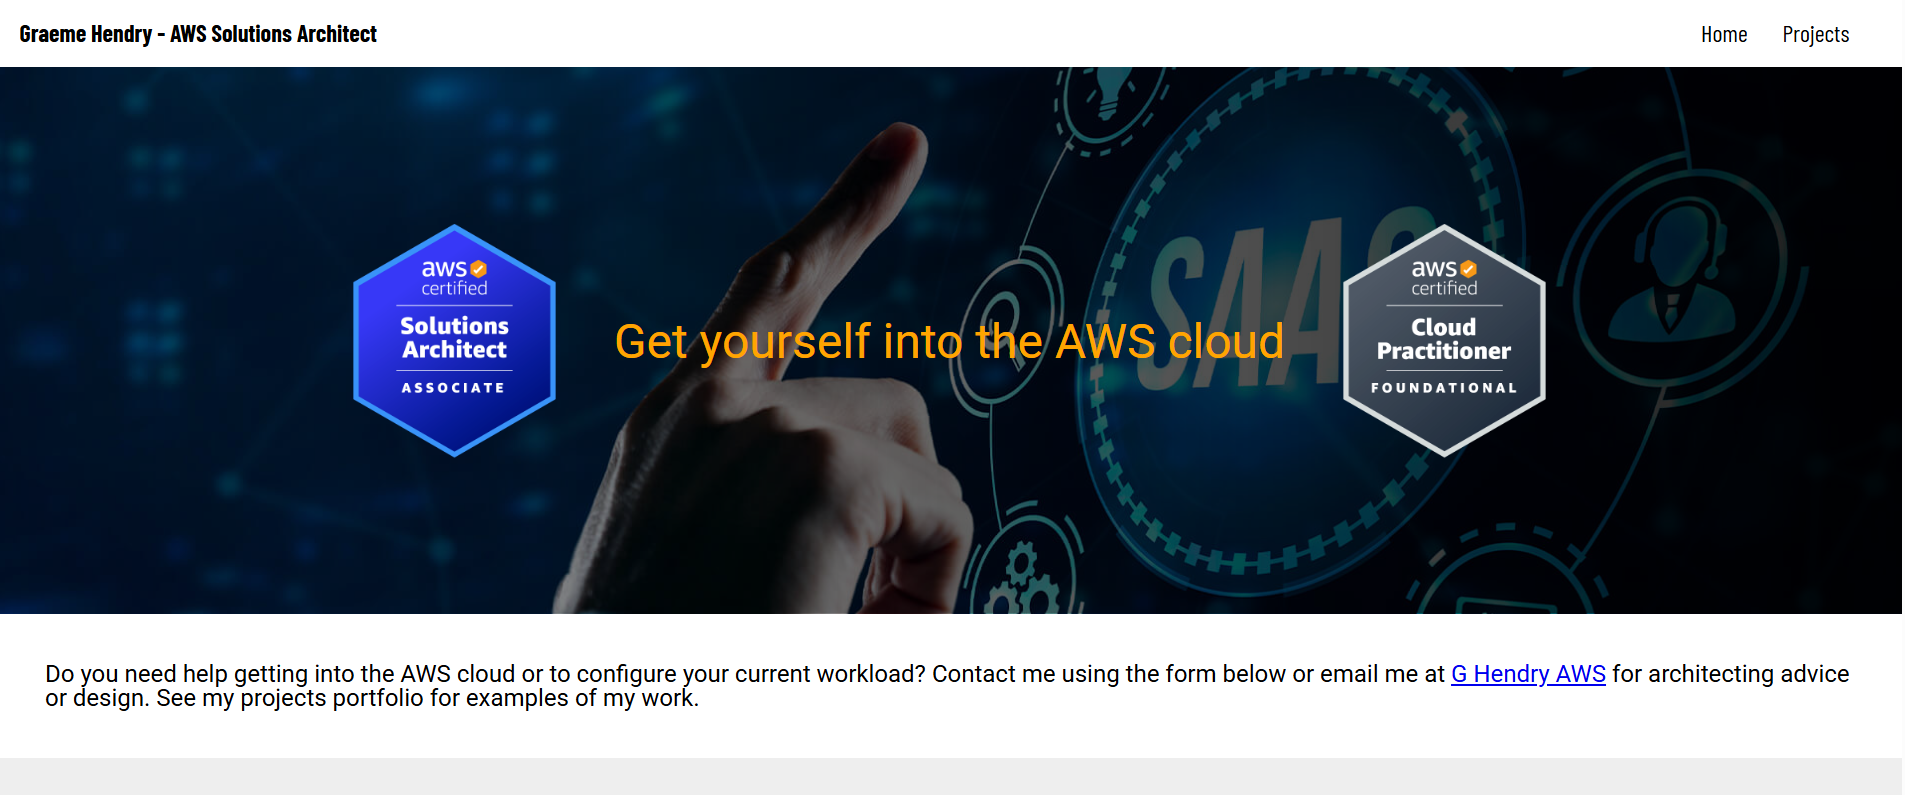 Graeme Hendry - AWS Solutions Architect
Home Projects
aws
certified
Solutions
Architect
ASSOCIATE
Get yourself into the AWS cloud
SAAS
aws
certified
Cloud
Practitioner
FOUNDATIONAL
Do you need help getting into the AWS cloud or to configure your current workload? Contact me using the form below or email me at G Hendry AWS for architecting advice
or design. See my projects portfolio for examples of my work.